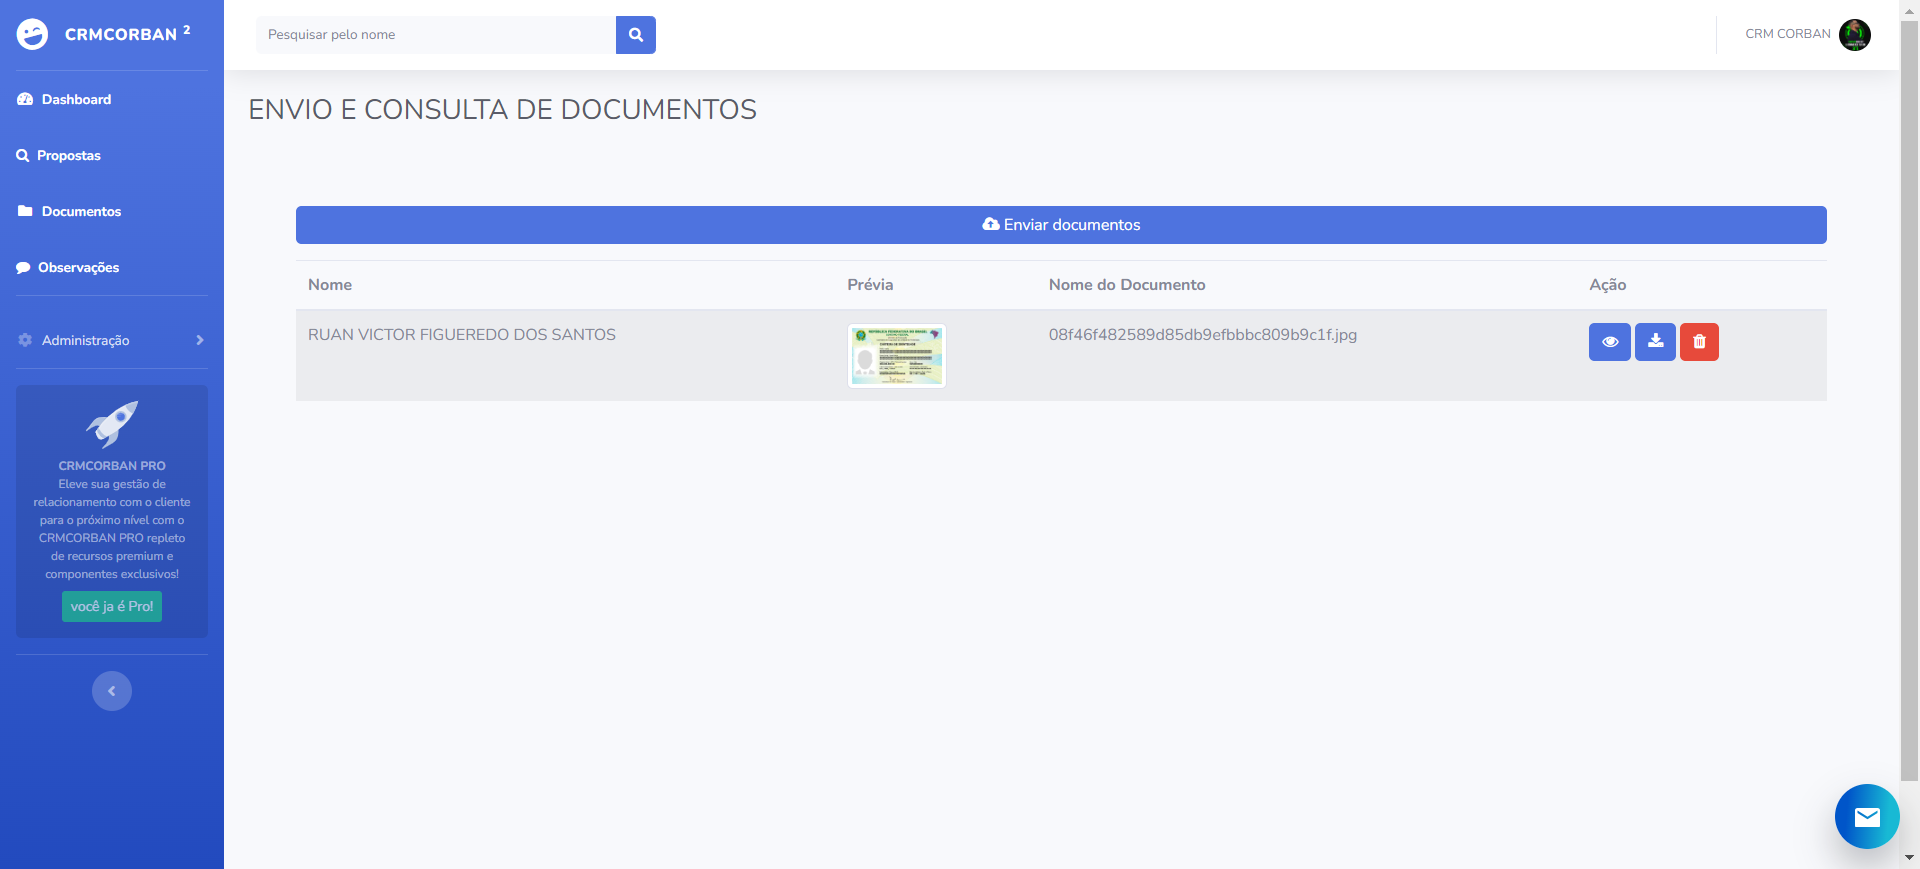 CRMCORBAN 2
Dashboard
Propostas
Documentos
Observações
Administração
CRMCORBAN PRO
Eleve sua gestão de
relacionamento com o cliente
para o próximo nível com o
CRMCORBAN PRO repleto
de recursos premium e
componentes exclusivos!
você ja é Pro!
Pesquisar pelo nome
CRM CORBAN
ENVIO E CONSULTA DE DOCUMENTOS
Enviar documentos
Nome Prévia Nome do Documento Ação
RUAN VICTOR FIGUEREDO DOS SANTOS 08f46f482589d85db9efbbbc809b9c1f.jpg